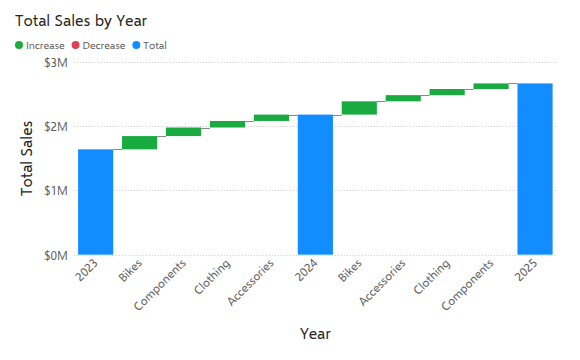 Total Sales by Year
Increase Decrease Total
$3M
$2M
$1M
$0M
Total Sales
2023
Bikes
Components
Clothing
Accessories
2024
Bikes
Accessories
Clothing
Components
2025
Year